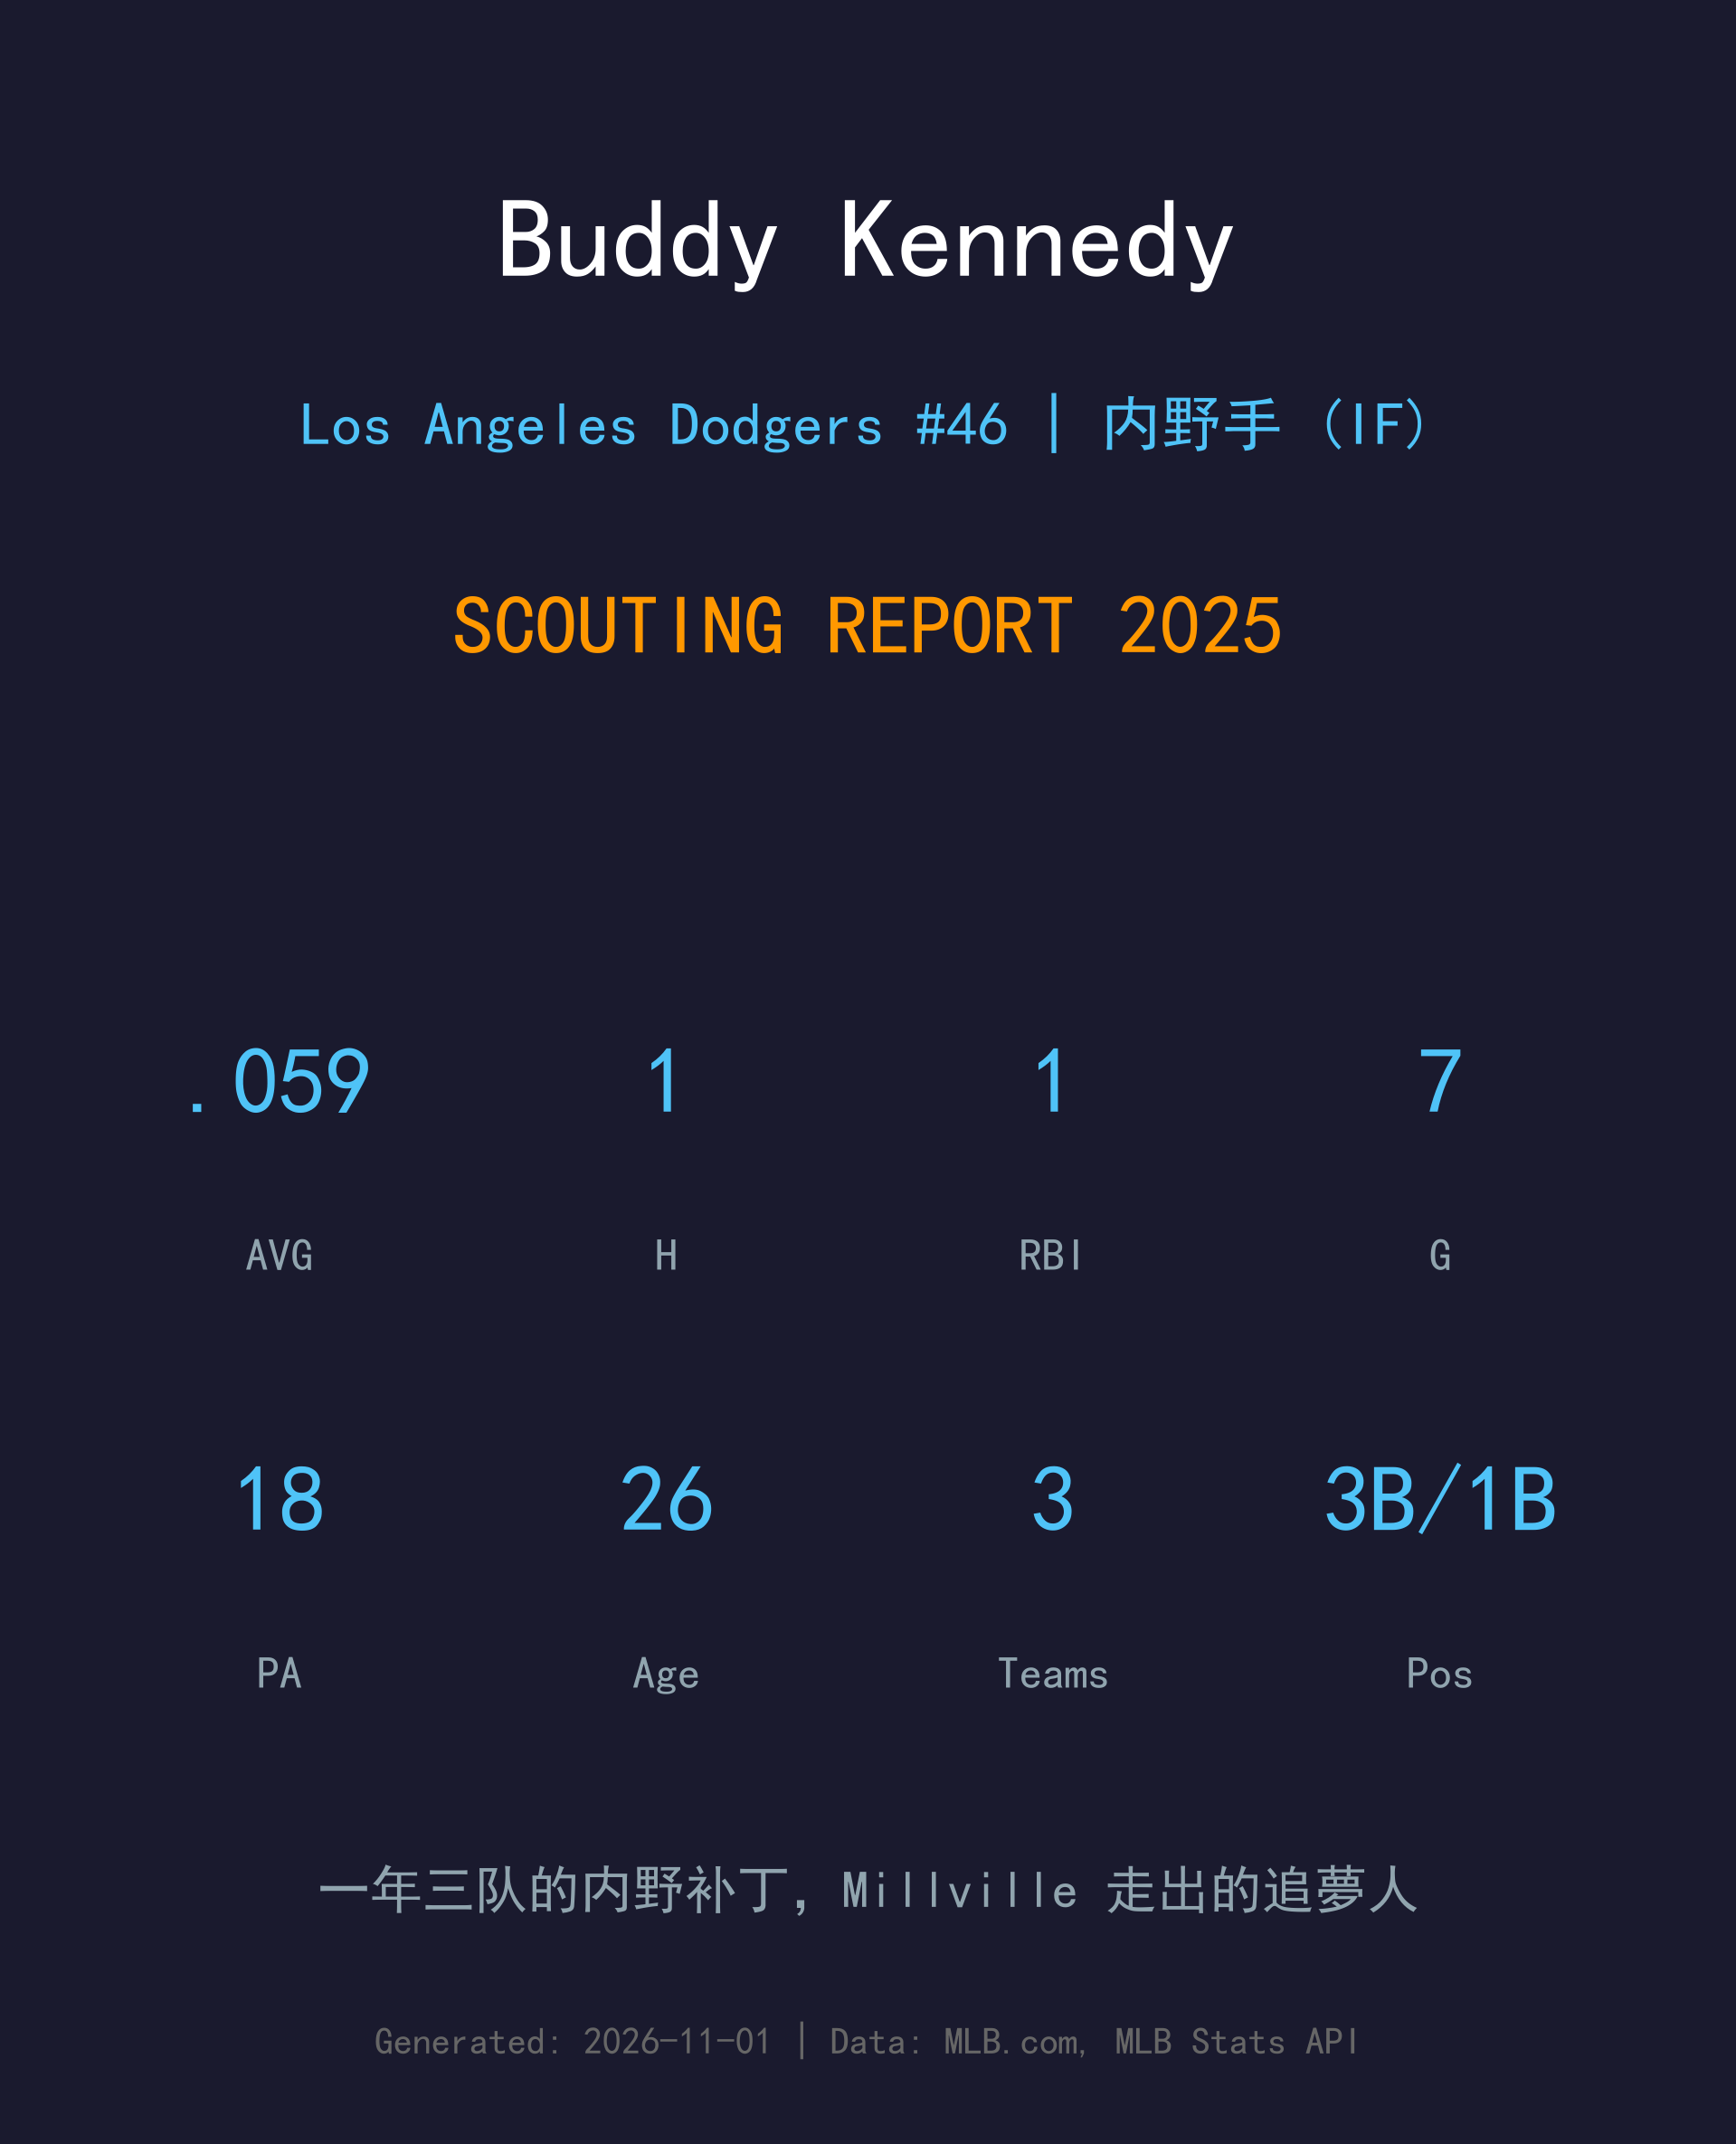 Buddy Kennedy
Los Angeles Dodgers #46 | 内野手 (IF)
SCOUTING REPORT 2025
.059 1 1 7
AVG H RBI G
18 26 3 3B/1B
PA Age Teams Pos
一年三队的内野补丁, Millville 走出的追夢人
Generated: 2026-11-01 | Data: MLB.com, MLB Stats API